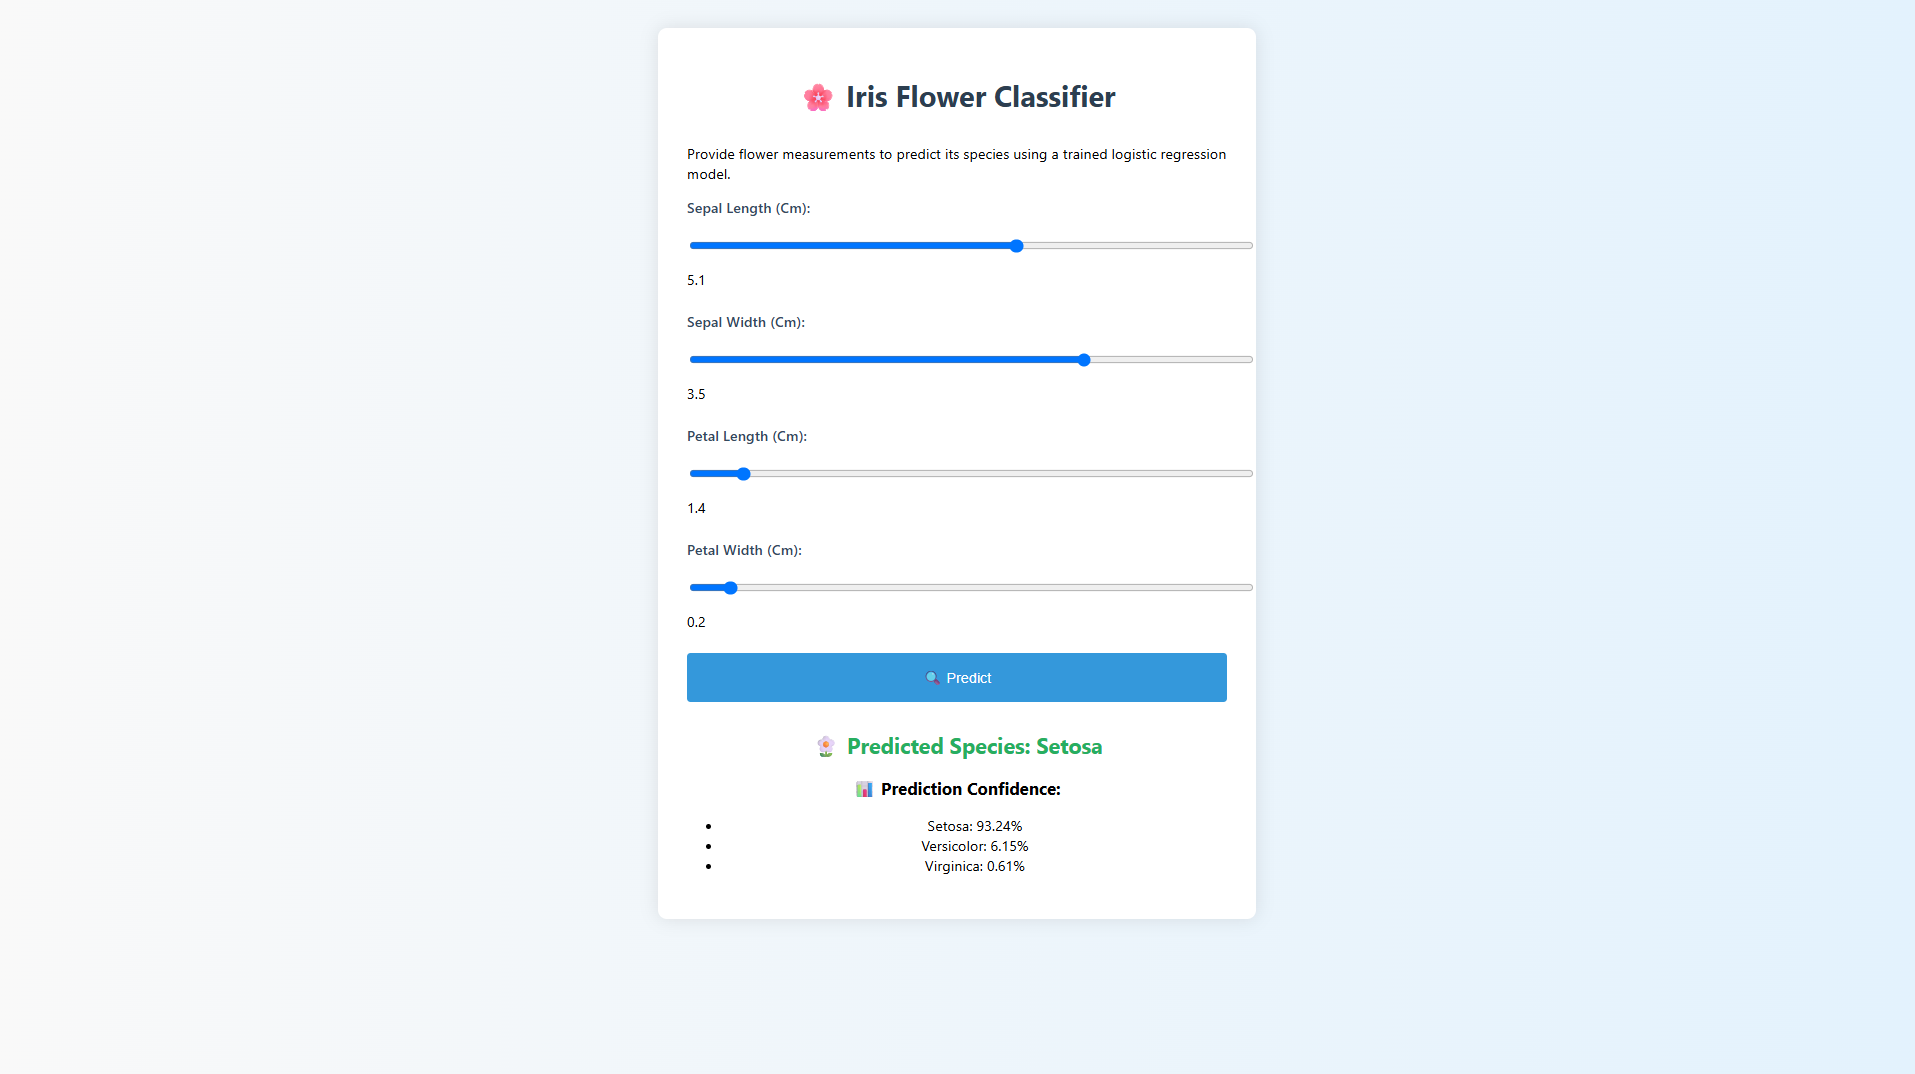 🌸 Iris Flower Classifier
Provide flower measurements to predict its species using a trained logistic regression
model.
Sepal Length (Cm):
5.1
Sepal Width (Cm):
3.5
Petal Length (Cm):
1.4
Petal Width (Cm):
0.2
🔍 Predict
🌼 Predicted Species: Setosa
📊 Prediction Confidence:
• Setosa: 93.24%
• Versicolor: 6.15%
• Virginica: 0.61%